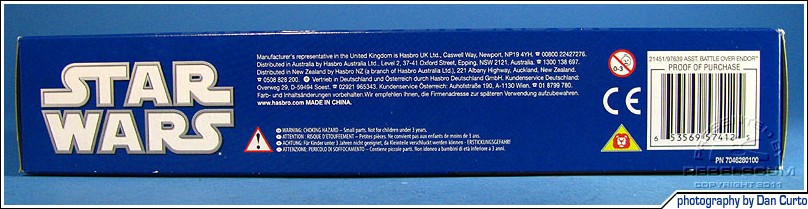 STAR
WARS
Manufacturer's representative in the United Kingdom is Hasbro UK Ltd., Caswell Way, Newport, NP19 4YH. ☎ 00800 22427276.
Distributed in Australia by Hasbro Australia Ltd., Level 2, 37-41 Oxford Street, Epping, NSW 2121, Australia. ☎ 1300 138 697.
Distributed in New Zealand by Hasbro NZ (a branch of Hasbro Australia Ltd.), 221 Albany Highway, Auckland, New Zealand.
☎ 0508 828 200. Vertrieb in Deutschland und Österreich durch Hasbro Deutschland GmbH. Kundenservice Deutschland:
Overweg 29, D-59494 Soest. ☎ 02921 965343. Kundenservice Österreich: Auhofstraße 190, A-1130 Wien. ☎ 01 8799 780.
Farb- und Inhaltsänderungen vorbehalten. Wir empfehlen Ihnen, die Firmenadresse zur späteren Verwendung aufzubewahren.
www.hasbro.com MADE IN CHINA.
WARNING: CHOKING HAZARD – Small parts. Not for children under 3 years.
ATTENTION : RISQUE D'ETOUFFEMENT – Petites pièces. Ne convient pas aux enfants de moins de 3 ans.
ACHTUNG: Für Kinder unter 3 Jahren nicht geeignet, da Kleinteile verschluckt werden können - ERSTICKUNGSGEFAHR!
ATTENZIONE: PERICOLO DI SOFFOCAMENTO – Contiene piccole parti. Non idoneo a bambini di età inferiore a 3 anni.
0-3
CE
21451/97639 ASST. BATTLE OVER ENDOR™
PROOF OF PURCHASE
6 53569 57412 5
PN 7046280100
REBELSCUM
COPYRIGHT 2011
photography by Dan Curto